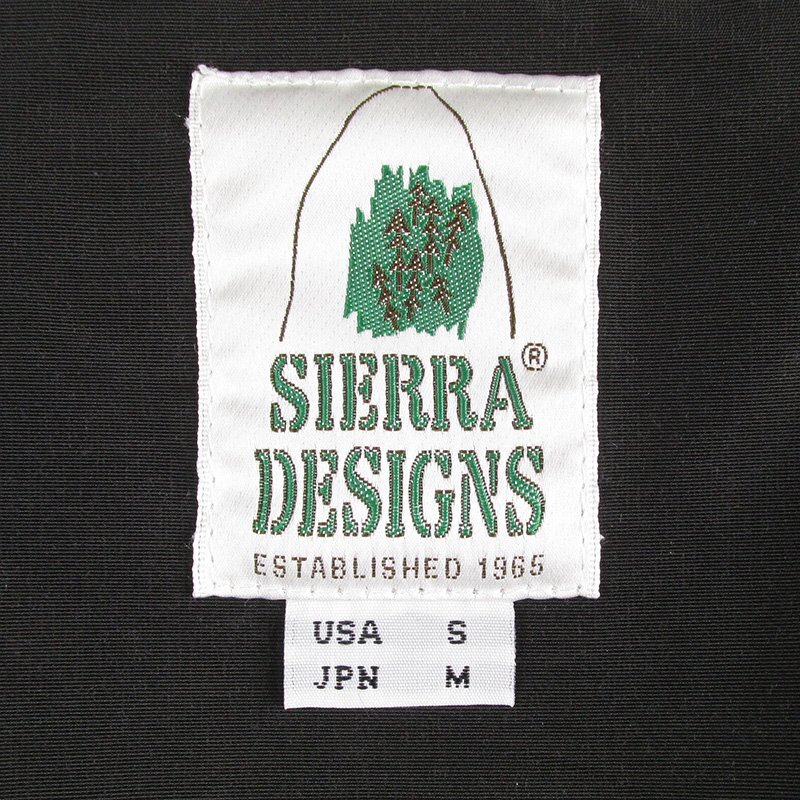 SIERRA®
DESIGNS
ESTABLISHED 1965
USA S
JPN M